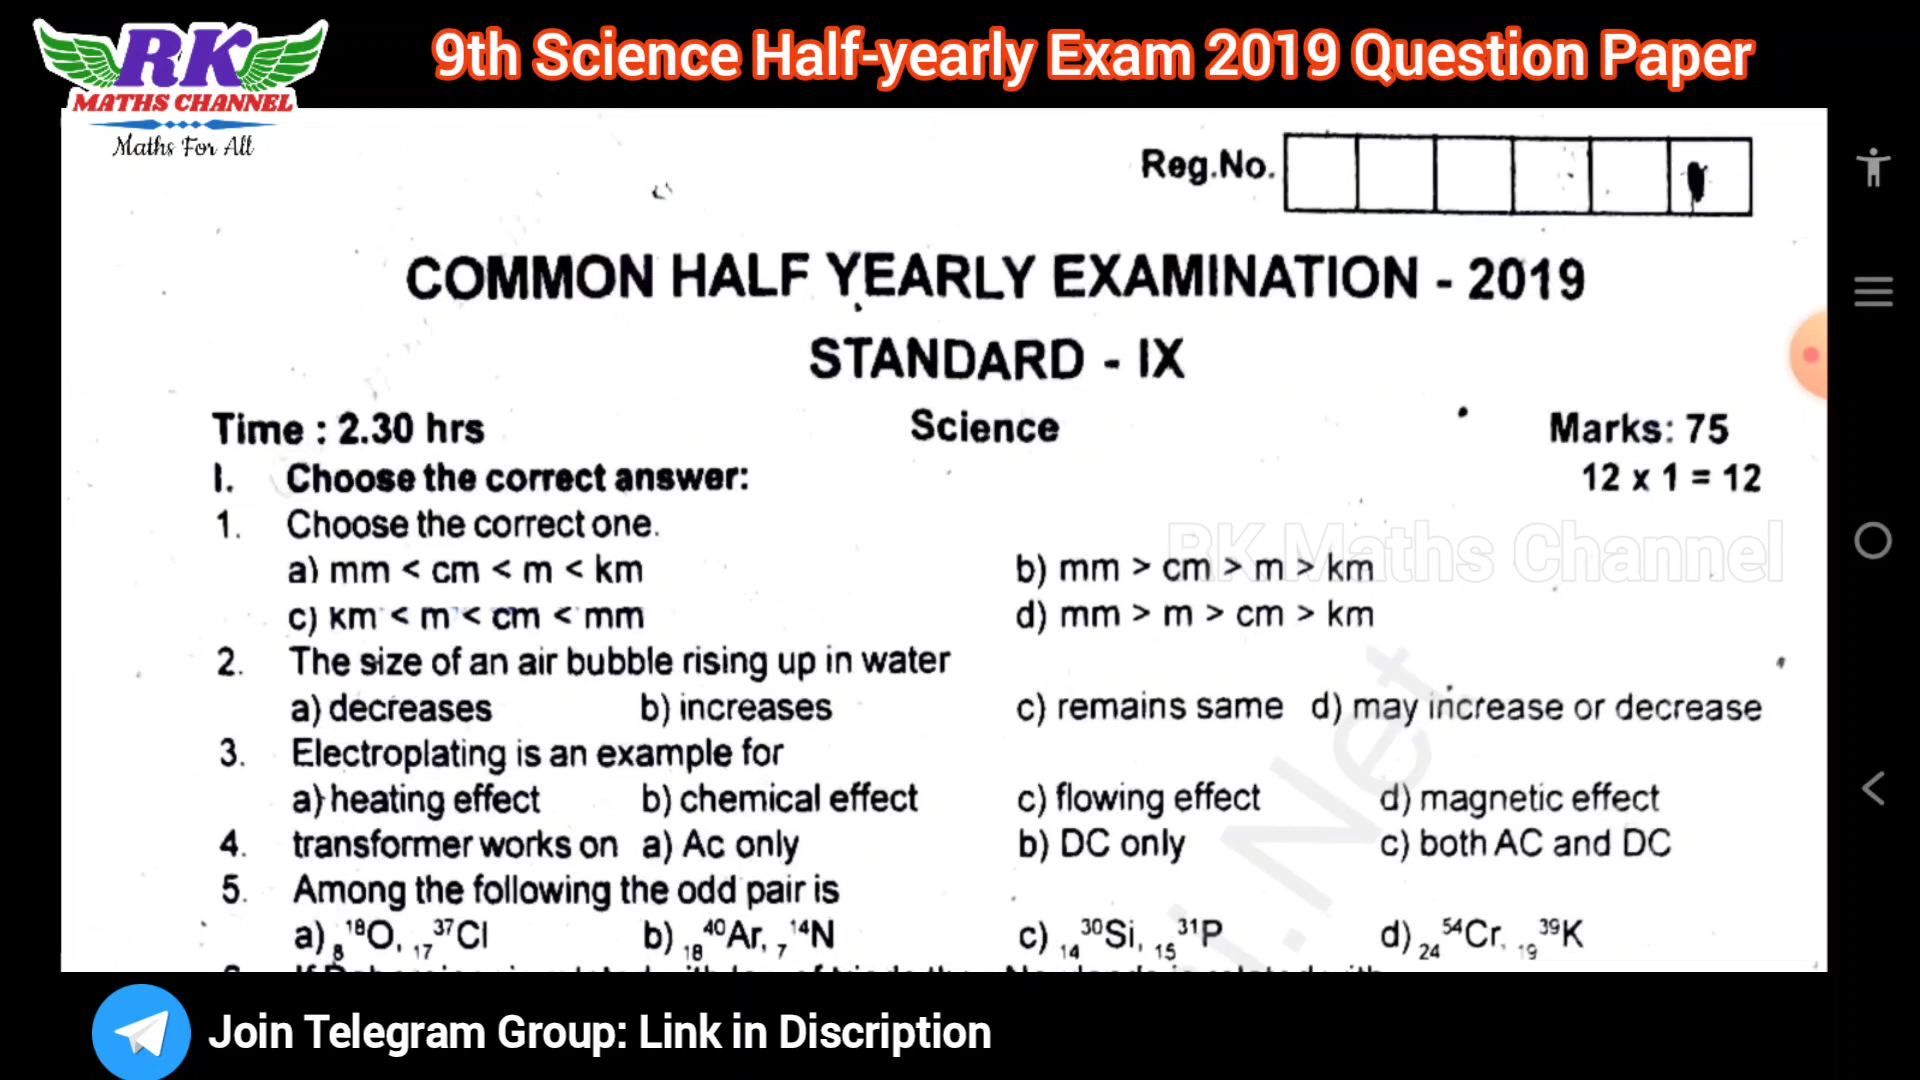 RK
MATHS CHANNEL
Maths For All
9th Science Half-yearly Exam 2019 Question Paper
Reg.No.
COMMON HALF YEARLY EXAMINATION - 2019
STANDARD - IX
Time : 2.30 hrs Science Marks: 75
I. Choose the correct answer: 12 x 1 = 12
1. Choose the correct one.
RK Maths Channel
a) mm < cm < m < km b) mm > cm > m > km
c) km < m < cm < mm d) mm > m > cm > km
2. The size of an air bubble rising up in water
a) decreases b) increases c) remains same d) may increase or decrease
3. Electroplating is an example for
a) heating effect b) chemical effect c) flowing effect d) magnetic effect
4. transformer works on a) Ac only b) DC only c) both AC and DC
5. Among the following the odd pair is
a) ₈¹⁸O, ₁₇³⁷Cl b) ₁₈⁴⁰Ar, ₇¹⁴N c) ₁₄³⁰Si, ₁₅³¹P d) ₂₄⁵⁴Cr, ₁₉³⁹K
Join Telegram Group: Link in Discription